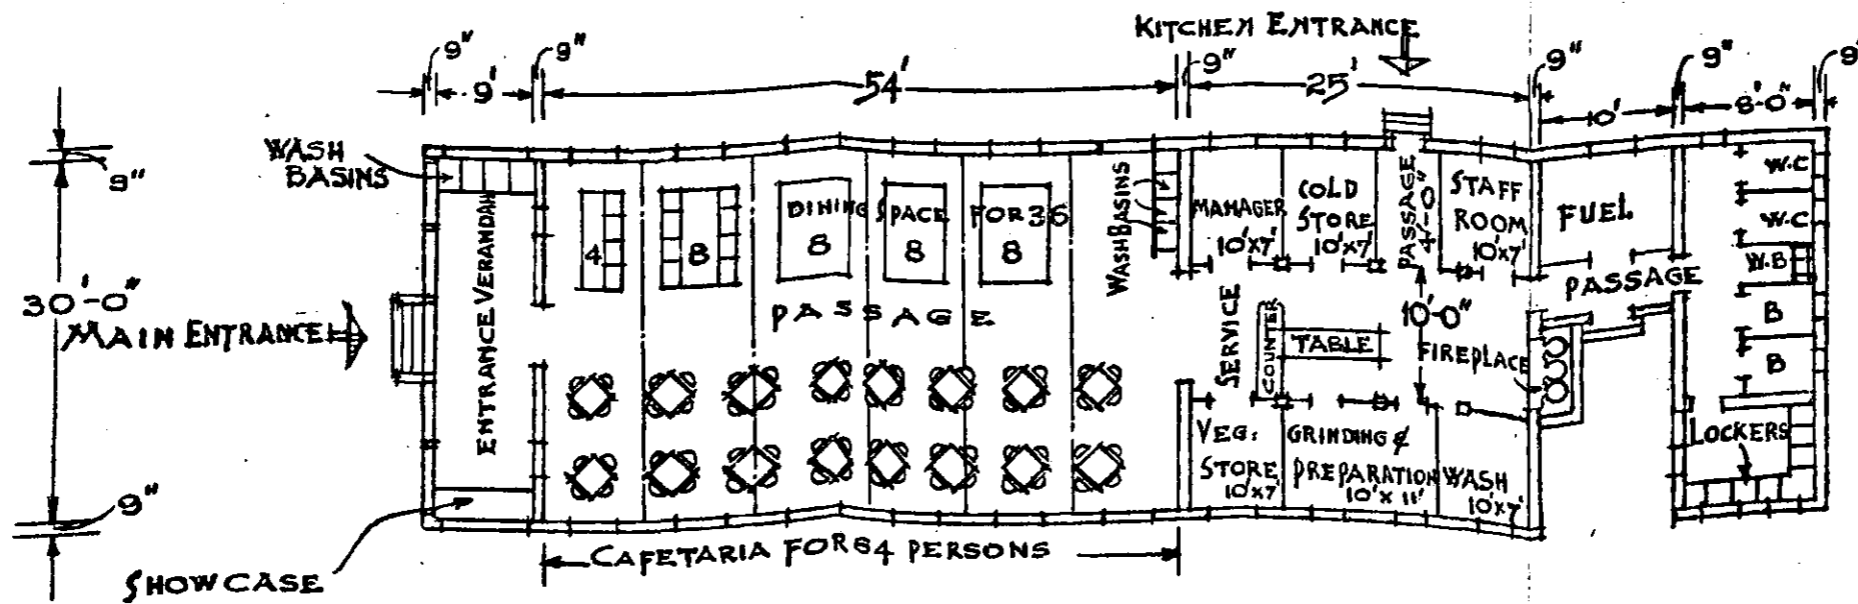 KITCHEN ENTRANCE
9"
9'
9"
54'
9"
25'
9"
10'
9"
8'-0"
9"
9"
30'-0"
9"
WASH
BASINS
MAIN ENTRANCE
ENTRANCE VERANDAH
SHOWCASE
DINING SPACE FOR 36
4
8
8
8
8
PASSAGE
WASH BASINS
MANAGER
10'x7'
COLD
STORE
10'x7'
PASSAGE
4'-0"
STAFF
ROOM
10'x7'
FUEL
PASSAGE
W.C
W.C
W.B
B
B
LOCKERS
SERVICE
COUNTER
TABLE
10'-0"
FIREPLACE
VEG:
STORE
10'x7'
GRINDING &
PREPARATION
10'x11'
WASH
10'x7'
CAFETARIA FOR 64 PERSONS